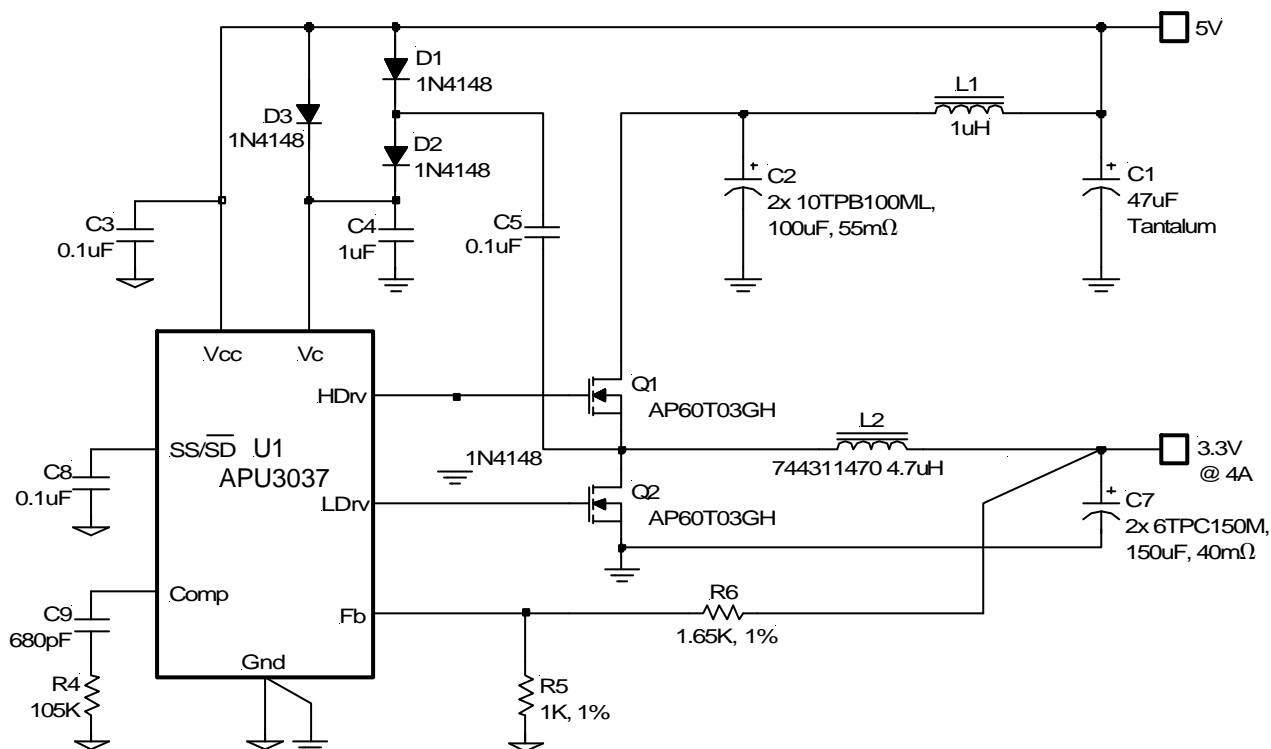 5V
D1
1N4148
L1
1uH
D3
1N4148
D2
1N4148
C2
2x 10TPB100ML,
100uF, 55mΩ
C1
47uF
Tantalum
C3
0.1uF
C4
1uF
C5
0.1uF
Vcc
Vc
HDrv
Q1
AP60T03GH
SS/SD
U1
APU3037
L2
744311470 4.7uH
3.3V
@ 4A
1N4148
C8
0.1uF
LDrv
Q2
AP60T03GH
C7
2x 6TPC150M,
150uF, 40mΩ
Comp
Fb
R6
1.65K, 1%
C9
680pF
Gnd
R4
105K
R5
1K, 1%